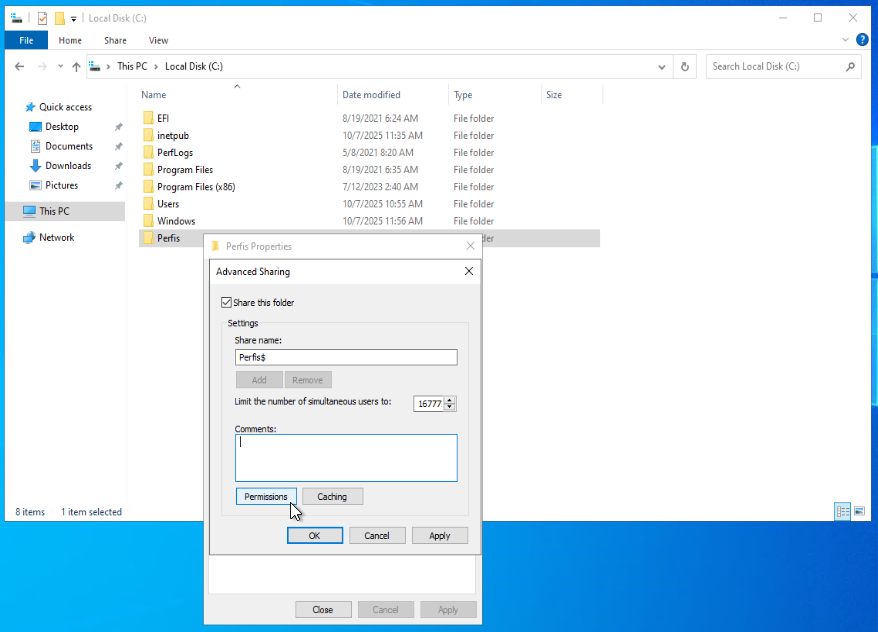 Local Disk (C:)
File Home Share View
This PC Local Disk (C:) Search Local Disk (C:)
Name Date modified Type Size
Quick access
Desktop
Documents
Downloads
Pictures
This PC
Network
EFI 8/19/2021 6:24 AM File folder
inetpub 10/7/2025 11:35 AM File folder
PerfLogs 5/8/2021 8:20 AM File folder
Program Files 8/19/2021 6:35 AM File folder
Program Files (x86) 7/12/2023 2:40 AM File folder
Users 10/7/2025 10:55 AM File folder
Windows 10/7/2025 11:56 AM File folder
Perfis
Perfis Properties
Advanced Sharing
Share this folder
Settings
Share name:
Perfis$
Add Remove
Limit the number of simultaneous users to: 16777
Comments:
Permissions Caching
OK Cancel Apply
Close Cancel Apply
8 items 1 item selected